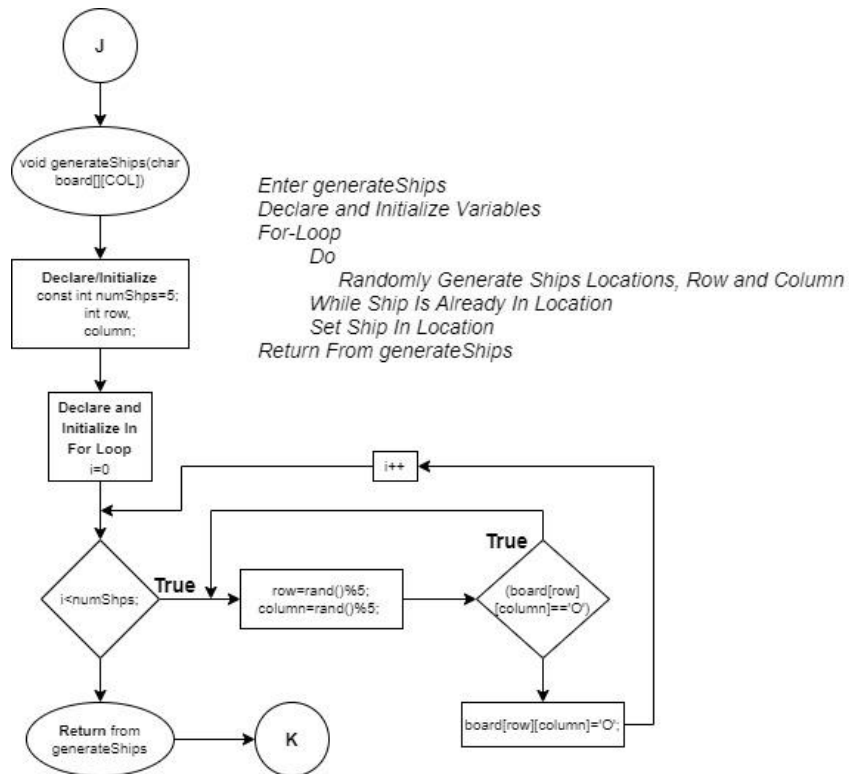 J
void generateShips(char
board[][COL])
Enter generateShips
Declare and Initialize Variables
For-Loop
Do
Randomly Generate Ships Locations, Row and Column
While Ship Is Already In Location
Set Ship In Location
Return From generateShips
Declare/Initialize
const int numShps=5;
int row,
column;
Declare and
Initialize In
For Loop
i=0
i++
i<numShps;
True
row=rand()%5;
column=rand()%5;
True
(board[row]
[column]=='O')
board[row][column]='O';
Return from
generateShips
K